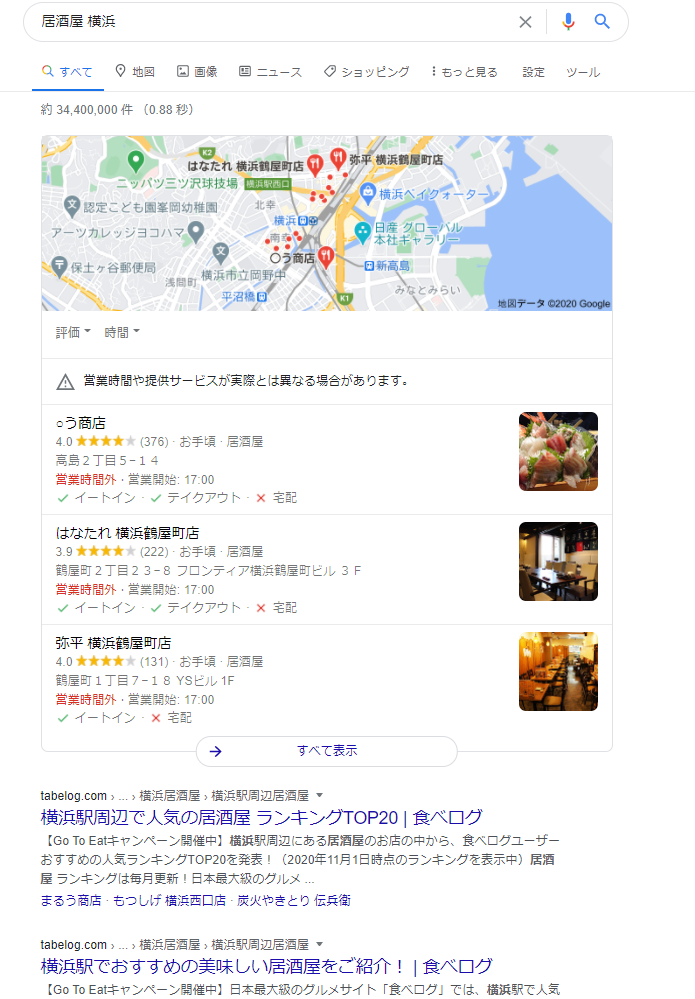 居酒屋 横浜
すべて 地図 画像 ニュース ショッピング もっと見る 設定 ツール
約 34,400,000 件 （0.88 秒）
K2
はなたれ 横浜鶴屋町店
弥平 横浜鶴屋町店
ニッパツ三ツ沢球技場
横浜駅西口
認定こども園峯岡幼稚園
北幸
横浜ベイクォーター
アーツカレッジヨコハマ
横浜
日産 グローバル
本社ギャラリー
南幸
○う商店
保土ヶ谷郵便局
横浜市立岡野中
新高島
浅間町
平沼橋
K1
みなとみらい
地図データ ©2020 Google
評価 時間
営業時間や提供サービスが実際とは異なる場合があります。
○う商店
4.0 (376) · お手頃 · 居酒屋
高島２丁目５−１４
営業時間外 · 営業開始: 17:00
イートイン · テイクアウト · 宅配
はなたれ 横浜鶴屋町店
3.9 (222) · お手頃 · 居酒屋
鶴屋町２丁目２３−８ フロンティア横浜鶴屋町ビル ３Ｆ
営業時間外 · 営業開始: 17:00
イートイン · テイクアウト · 宅配
弥平 横浜鶴屋町店
4.0 (131) · お手頃 · 居酒屋
鶴屋町１丁目７−１８ YSビル 1F
営業時間外 · 営業開始: 17:00
イートイン · 宅配
すべて表示
tabelog.com › ... › 横浜居酒屋 › 横浜駅周辺居酒屋
横浜駅周辺で人気の居酒屋 ランキングTOP20 | 食べログ
【Go To Eatキャンペーン開催中】横浜駅周辺にある居酒屋のお店の中から、食べログユーザー
おすすめの人気ランキングTOP20を発表！（2020年11月1日時点のランキングを表示中）居酒
屋 ランキングは毎月更新！日本最大級のグルメ ...
まるう商店 · もつしげ 横浜西口店 · 炭火やきとり 伝兵衛
tabelog.com › ... › 横浜居酒屋 › 横浜駅周辺居酒屋
横浜駅でおすすめの美味しい居酒屋をご紹介！ | 食べログ
【Go To Eatキャンペーン開催中】日本最大級のグルメサイト「食べログ」では、横浜駅で人気